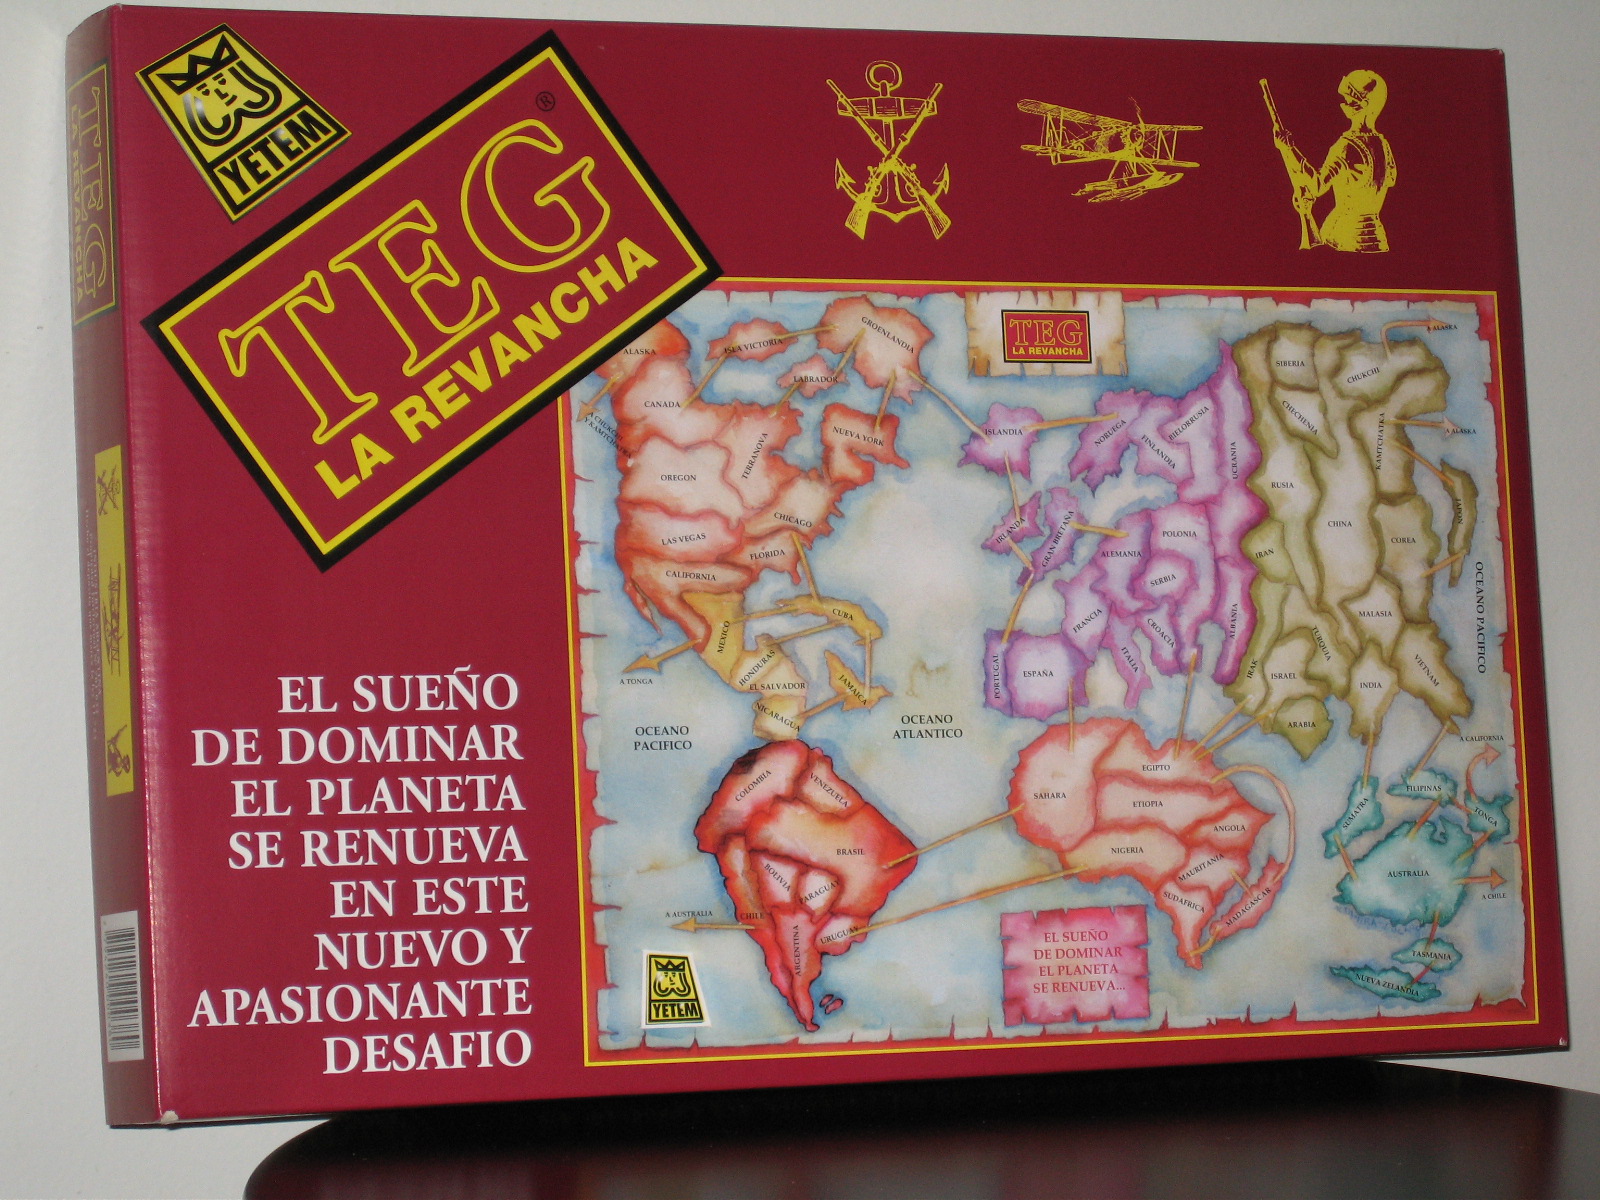 YETEM
TEG®
LA REVANCHA
TEG
LA REVANCHA
EL SUEÑO
DE DOMINAR
EL PLANETA
SE RENUEVA
EN ESTE
NUEVO Y
APASIONANTE
DESAFIO
TEG
LA REVANCHA
ALASKA
ISLA VICTORIA
GROENLANDIA
LABRADOR
CANADA
NUEVA YORK
TERRANOVA
OREGON
CHICAGO
LAS VEGAS
FLORIDA
CALIFORNIA
A CHUKCHI
Y KAMTCHATKA
MEXICO
CUBA
HONDURAS
EL SALVADOR
JAMAICA
NICARAGUA
A TONGA
OCEANO
PACIFICO
OCEANO
ATLANTICO
COLOMBIA
VENEZUELA
BRASIL
BOLIVIA
PARAGUAY
CHILE
ARGENTINA
URUGUAY
A AUSTRALIA
YETEM
ISLANDIA
NORUEGA
FINLANDIA
BIELORRUSIA
UCRANIA
IRLANDA
GRAN BRETAÑA
ALEMANIA
POLONIA
SERBIA
FRANCIA
CROACIA
ALBANIA
ITALIA
PORTUGAL
ESPAÑA
SIBERIA
CHUKCHI
A ALASKA
CHECHENIA
KAMTCHATKA
A ALASKA
RUSIA
CHINA
JAPON
COREA
IRAN
MALASIA
TURQUIA
IRAK
ISRAEL
INDIA
VIETNAM
ARABIA
OCEANO PACIFICO
A CALIFORNIA
SAHARA
EGIPTO
ETIOPIA
ANGOLA
NIGERIA
MAURITANIA
SUDAFRICA
MADAGASCAR
SUMATRA
FILIPINAS
TONGA
AUSTRALIA
A CHILE
TASMANIA
NUEVA ZELANDIA
EL SUEÑO
DE DOMINAR
EL PLANETA
SE RENUEVA...